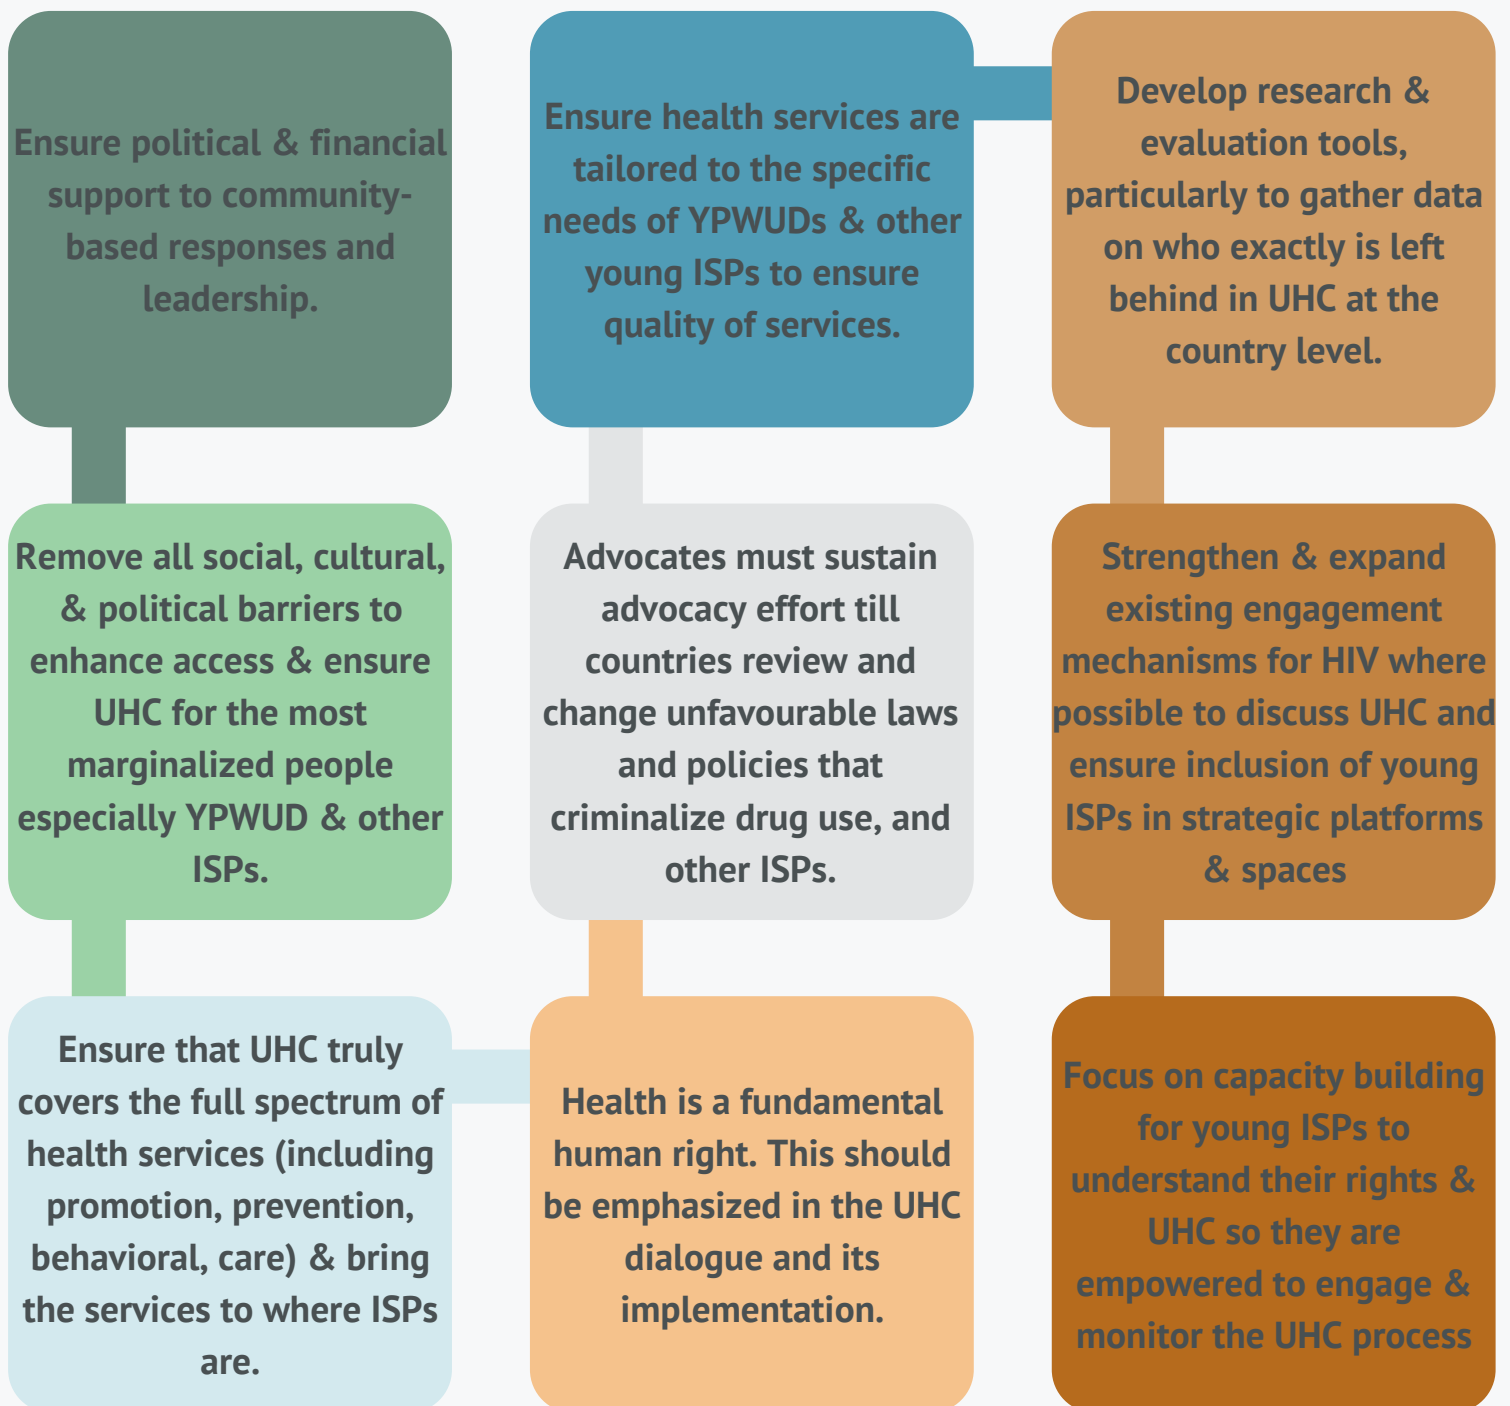 Ensure political & financial
support to community-
based responses and
leadership.
Remove all social, cultural,
& political barriers to
enhance access & ensure
UHC for the most
marginalized people
especially YPWUD & other
ISPs.
Ensure that UHC truly
covers the full spectrum of
health services (including
promotion, prevention,
behavioral, care) & bring
the services to where ISPs
are.
Health is a fundamental
human right. This should
be emphasized in the UHC
dialogue and its
implementation.
Advocates must sustain
advocacy effort till
countries review and
change unfavourable laws
and policies that
criminalize drug use, and
other ISPs.
Ensure health services are
tailored to the specific
needs of YPWUDs & other
young ISPs to ensure
quality of services.
Develop research &
evaluation tools,
particularly to gather data
on who exactly is left
behind in UHC at the
country level.
Strengthen & expand
existing engagement
mechanisms for HIV where
possible to discuss UHC and
ensure inclusion of young
ISPs in strategic platforms
& spaces
Focus on capacity building
for young ISPs to
understand their rights &
UHC so they are
empowered to engage &
monitor the UHC process